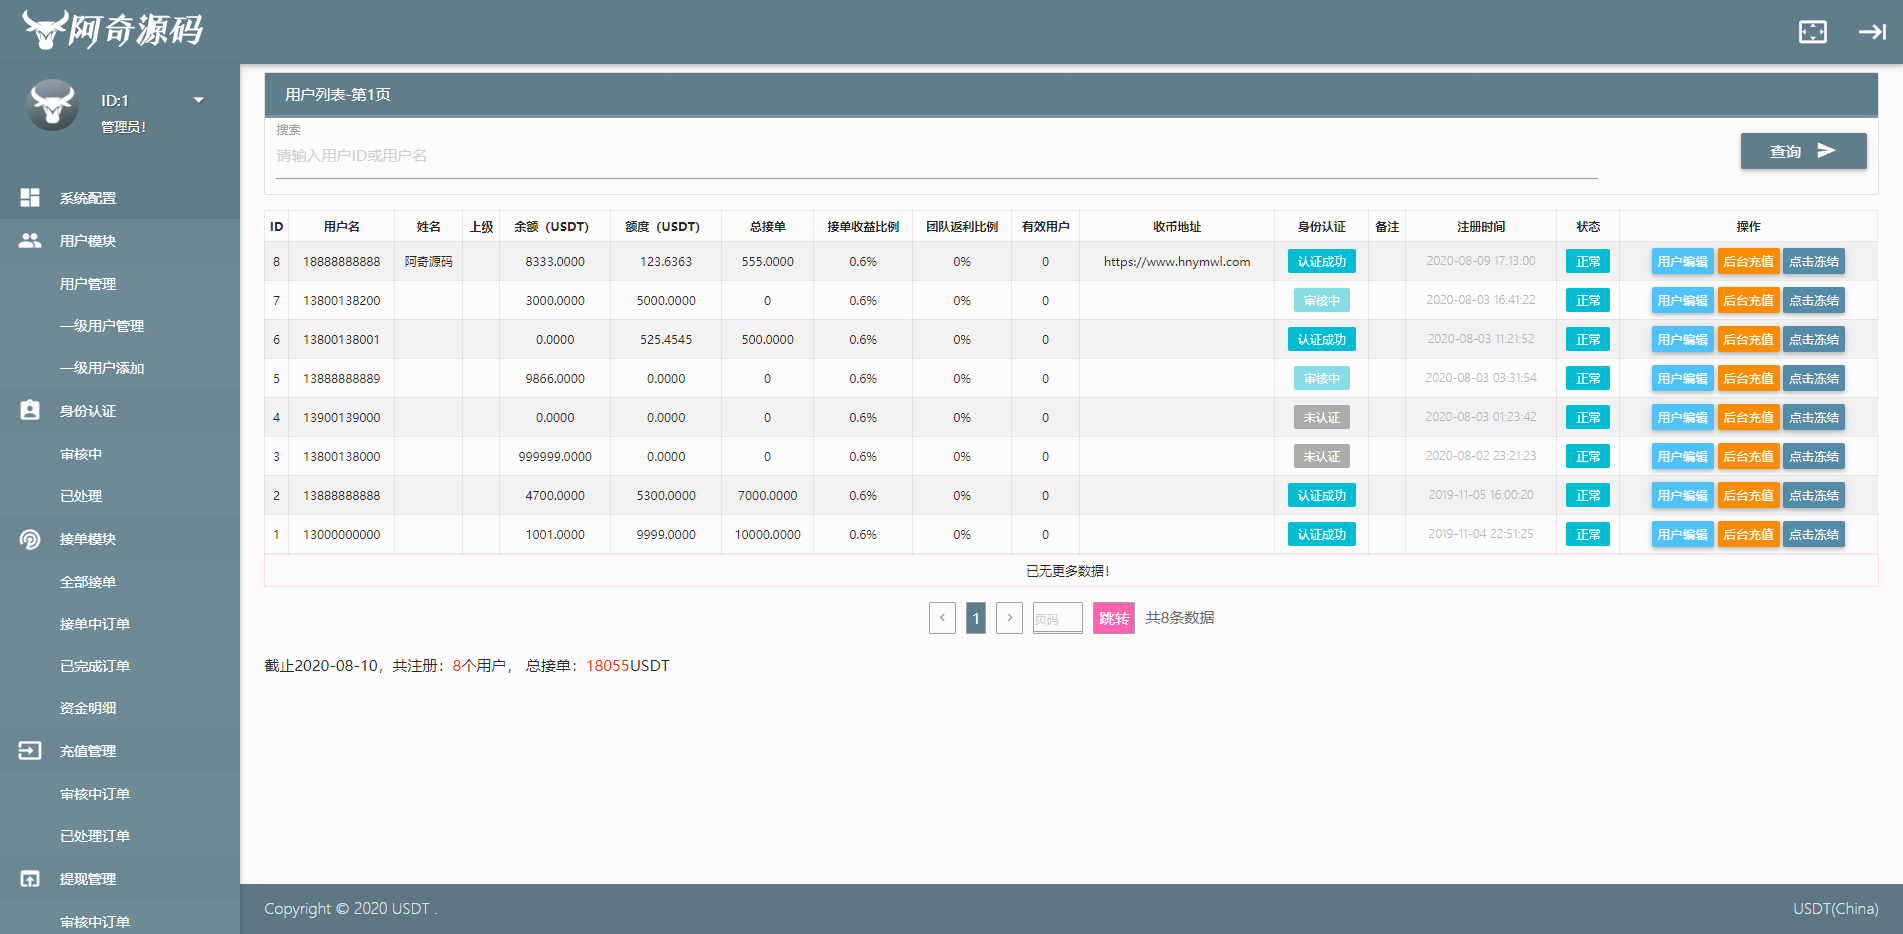 阿奇源码
ID:1
管理员!
系统配置
用户模块
用户管理
一级用户管理
一级用户添加
身份认证
审核中
已处理
接单模块
全部接单
接单中订单
已完成订单
资金明细
充值管理
审核中订单
已处理订单
提现管理
审核中订单
用户列表-第1页
搜索
请输入用户ID或用户名
查询
ID 用户名 姓名 上级 余额（USDT） 额度（USDT） 总接单 接单收益比例 团队返利比例 有效用户 收币地址 身份认证 备注 注册时间 状态 操作
8 18888888888 阿奇源码 8333.0000 123.6363 555.0000 0.6% 0% 0 https://www.hnymwl.com 认证成功 2020-08-09 17:13:00 正常 用户编辑 后台充值 点击冻结
7 13800138200 3000.0000 5000.0000 0 0.6% 0% 0 审核中 2020-08-03 16:41:22 正常 用户编辑 后台充值 点击冻结
6 13800138001 0.0000 525.4545 500.0000 0.6% 0% 0 认证成功 2020-08-03 11:21:52 正常 用户编辑 后台充值 点击冻结
5 13888888889 9866.0000 0.0000 0 0.6% 0% 0 审核中 2020-08-03 03:31:54 正常 用户编辑 后台充值 点击冻结
4 13900139000 0.0000 0.0000 0 0.6% 0% 0 未认证 2020-08-03 01:23:42 正常 用户编辑 后台充值 点击冻结
3 13800138000 999999.0000 0.0000 0 0.6% 0% 0 未认证 2020-08-02 23:21:23 正常 用户编辑 后台充值 点击冻结
2 13888888888 4700.0000 5300.0000 7000.0000 0.6% 0% 0 认证成功 2019-11-05 16:00:20 正常 用户编辑 后台充值 点击冻结
1 13000000000 1001.0000 9999.0000 10000.0000 0.6% 0% 0 认证成功 2019-11-04 22:51:25 正常 用户编辑 后台充值 点击冻结
已无更多数据!
‹ 1 › 页码 跳转 共8条数据
截止2020-08-10，共注册：8个用户， 总接单：18055USDT
Copyright © 2020 USDT .
USDT(China)